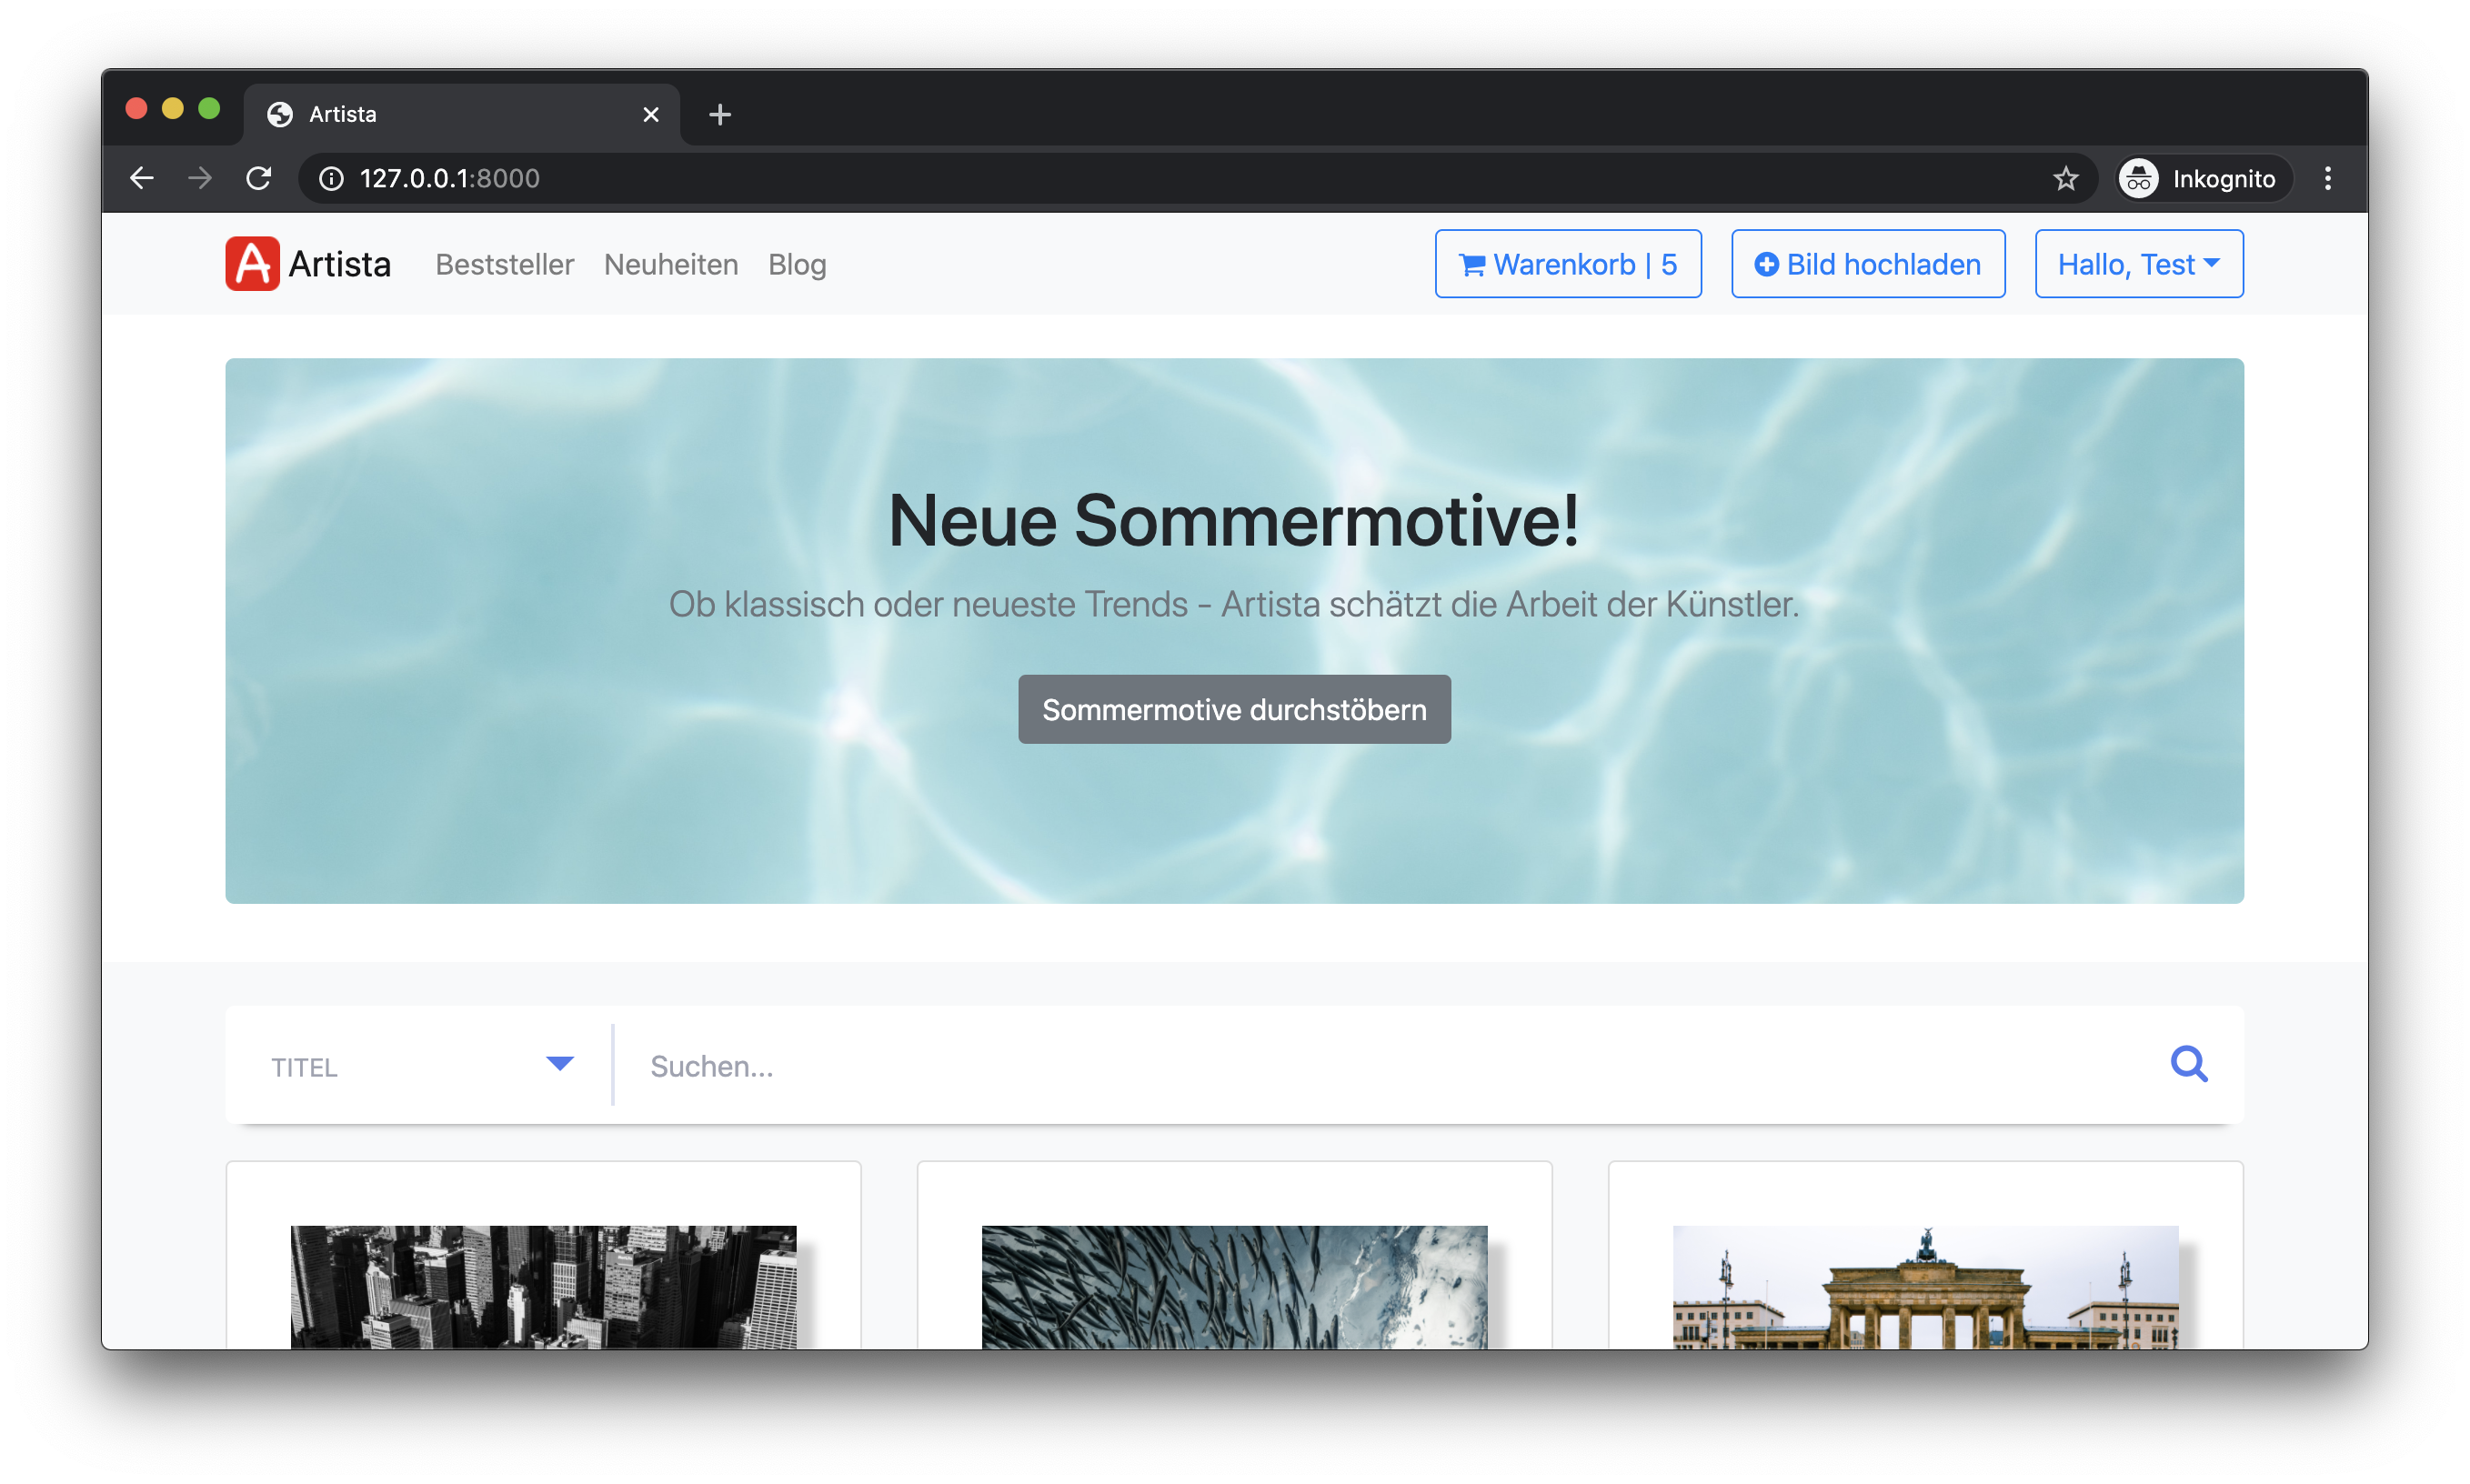 Artista
127.0.0.1:8000
Inkognito
A Artista Beststeller Neuheiten Blog Warenkorb | 5 Bild hochladen Hallo, Test
Neue Sommermotive!
Ob klassisch oder neueste Trends - Artista schätzt die Arbeit der Künstler.
Sommermotive durchstöbern
TITEL
Suchen...